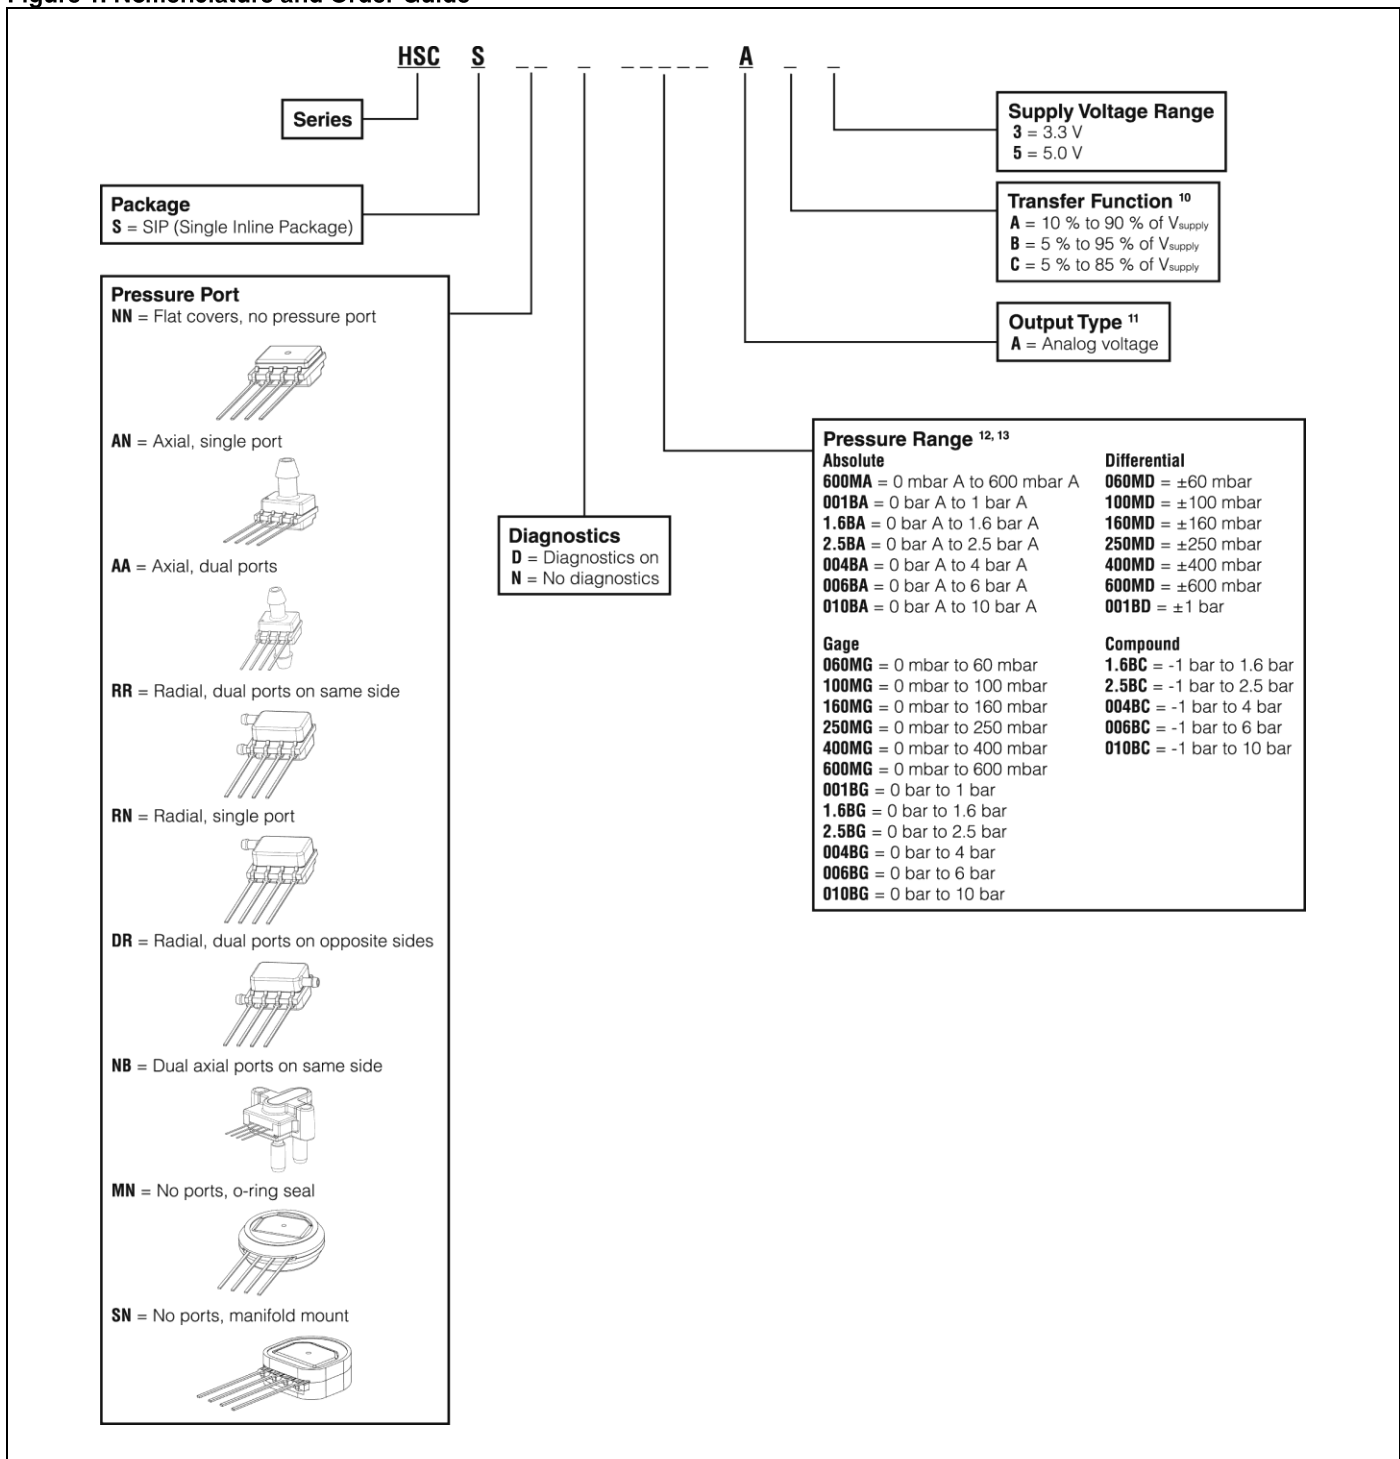 HSC S _ _ _ _ _ _ _ _ A _ _
Series
Package
S = SIP (Single Inline Package)
Pressure Port
NN = Flat covers, no pressure port
AN = Axial, single port
AA = Axial, dual ports
RR = Radial, dual ports on same side
RN = Radial, single port
DR = Radial, dual ports on opposite sides
NB = Dual axial ports on same side
MN = No ports, o-ring seal
SN = No ports, manifold mount
Diagnostics
D = Diagnostics on
N = No diagnostics
Supply Voltage Range
3 = 3.3 V
5 = 5.0 V
Transfer Function 10
A = 10 % to 90 % of Vsupply
B = 5 % to 95 % of Vsupply
C = 5 % to 85 % of Vsupply
Output Type 11
A = Analog voltage
Pressure Range 12, 13
Absolute
600MA = 0 mbar A to 600 mbar A
001BA = 0 bar A to 1 bar A
1.6BA = 0 bar A to 1.6 bar A
2.5BA = 0 bar A to 2.5 bar A
004BA = 0 bar A to 4 bar A
006BA = 0 bar A to 6 bar A
010BA = 0 bar A to 10 bar A
Gage
060MG = 0 mbar to 60 mbar
100MG = 0 mbar to 100 mbar
160MG = 0 mbar to 160 mbar
250MG = 0 mbar to 250 mbar
400MG = 0 mbar to 400 mbar
600MG = 0 mbar to 600 mbar
001BG = 0 bar to 1 bar
1.6BG = 0 bar to 1.6 bar
2.5BG = 0 bar to 2.5 bar
004BG = 0 bar to 4 bar
006BG = 0 bar to 6 bar
010BG = 0 bar to 10 bar
Differential
060MD = ±60 mbar
100MD = ±100 mbar
160MD = ±160 mbar
250MD = ±250 mbar
400MD = ±400 mbar
600MD = ±600 mbar
001BD = ±1 bar
Compound
1.6BC = -1 bar to 1.6 bar
2.5BC = -1 bar to 2.5 bar
004BC = -1 bar to 4 bar
006BC = -1 bar to 6 bar
010BC = -1 bar to 10 bar